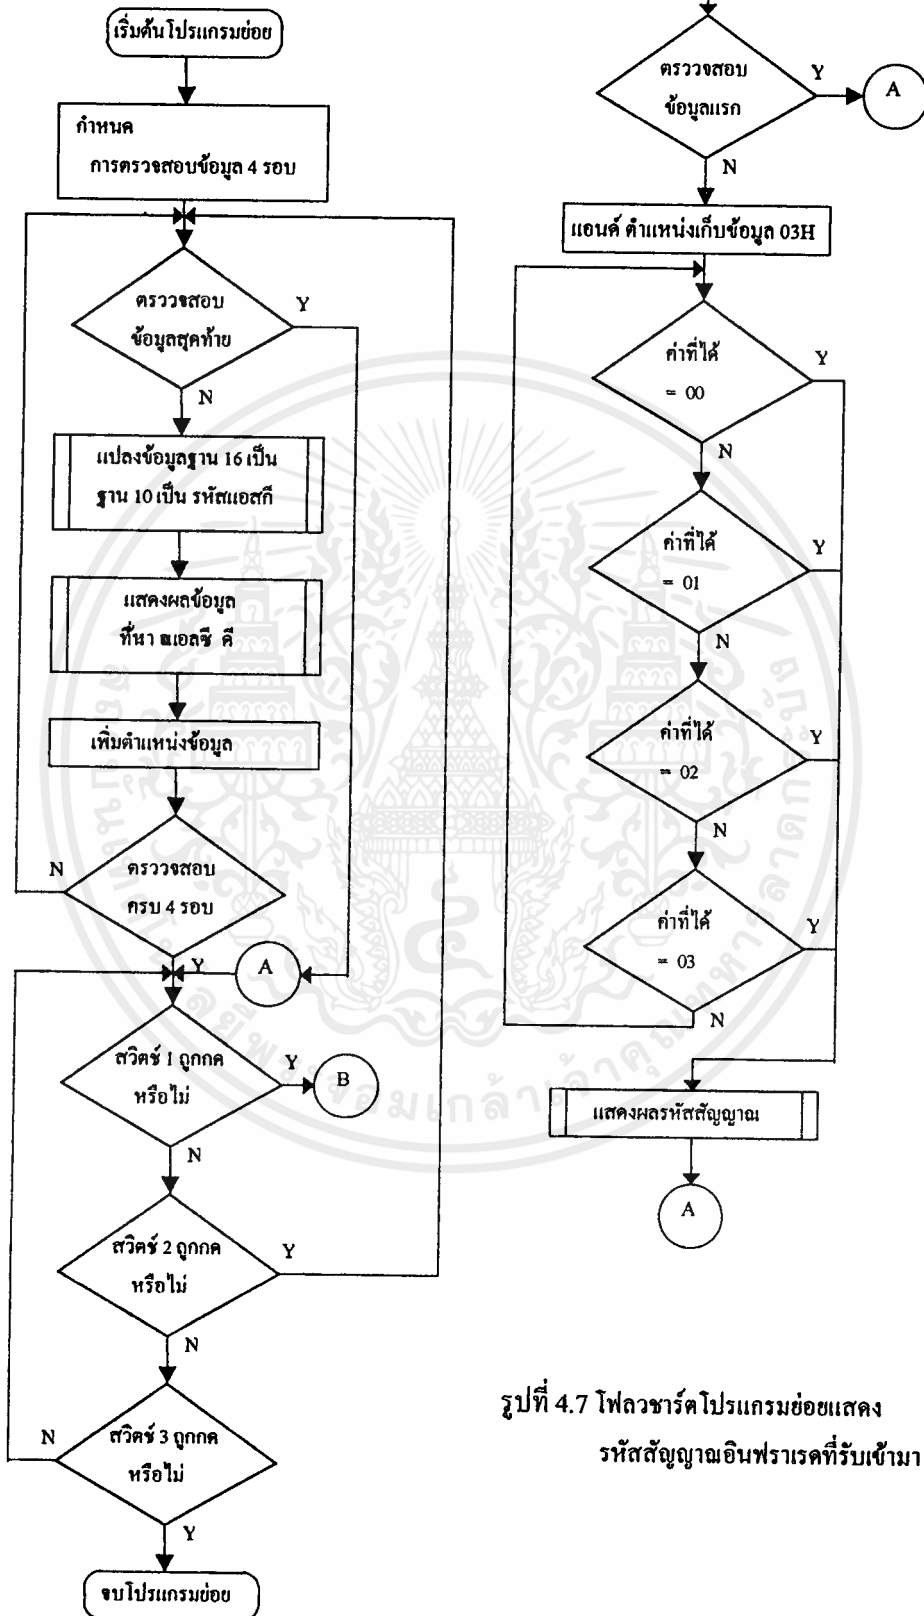 เริ่มต้นโปรแกรมย่อย
กำหนด
การตรวจสอบข้อมูล 4 รอบ
ตรววจสอบ
ข้อมูลสุดท้าย
Y
N
แปลงข้อมูลฐาน 16 เป็น
ฐาน 10 เป็น รหัสแอสกี
แสดงผลข้อมูล
ที่หา ณแอลซี ดี
เพิ่มตำแหน่งข้อมูล
N
ตรววจสอบ
ครบ 4 รอบ
Y
A
สวิตช์ 1 ถูกกด
หรือไม่
Y
B
N
สวิตช์ 2 ถูกกด
หรือไม่
Y
N
N
สวิตช์ 3 ถูกกด
หรือไม่
Y
จบโปรแกรมย่อย
ตรววจสอบ
ข้อมูลแรก
Y
A
N
แอนด์ ตำแหน่งเก็บข้อมูล 03H
ค่าที่ได้
= 00
Y
N
ค่าที่ได้
= 01
Y
N
ค่าที่ได้
= 02
Y
N
ค่าที่ได้
= 03
Y
N
แสดงผลรหัสสัญญาณ
A
รูปที่ 4.7 โฟลวชาร์ตโปรแกรมย่อยแสดง
รหัสสัญญาณอินฟราเรดที่รับเข้ามา